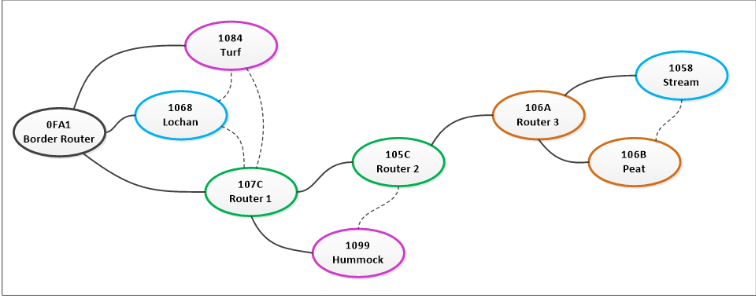 1084
Turf
1058
Stream
1068
Lochan
106A
Router 3
0FA1
Border Router
105C
Router 2
106B
Peat
107C
Router 1
1099
Hummock